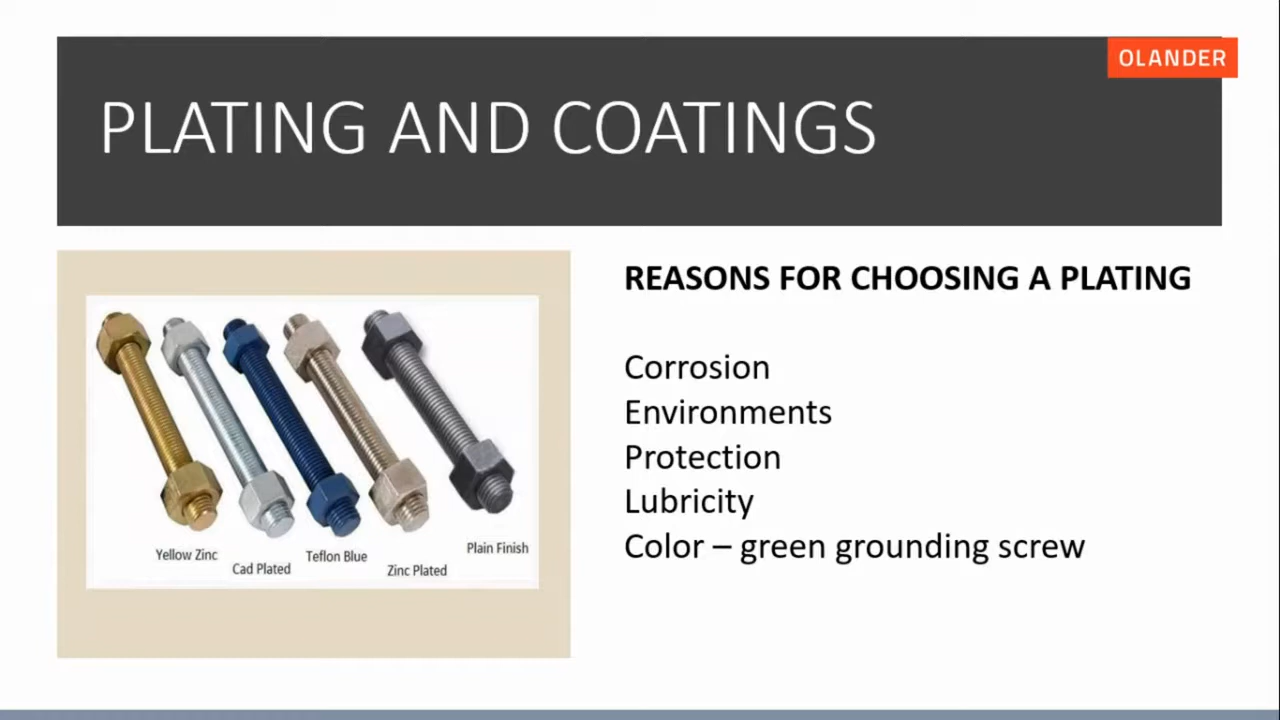 OLANDER
PLATING AND COATINGS
REASONS FOR CHOOSING A PLATING
Corrosion
Environments
Protection
Lubricity
Color – green grounding screw
Yellow Zinc
Cad Plated
Teflon Blue
Zinc Plated
Plain Finish